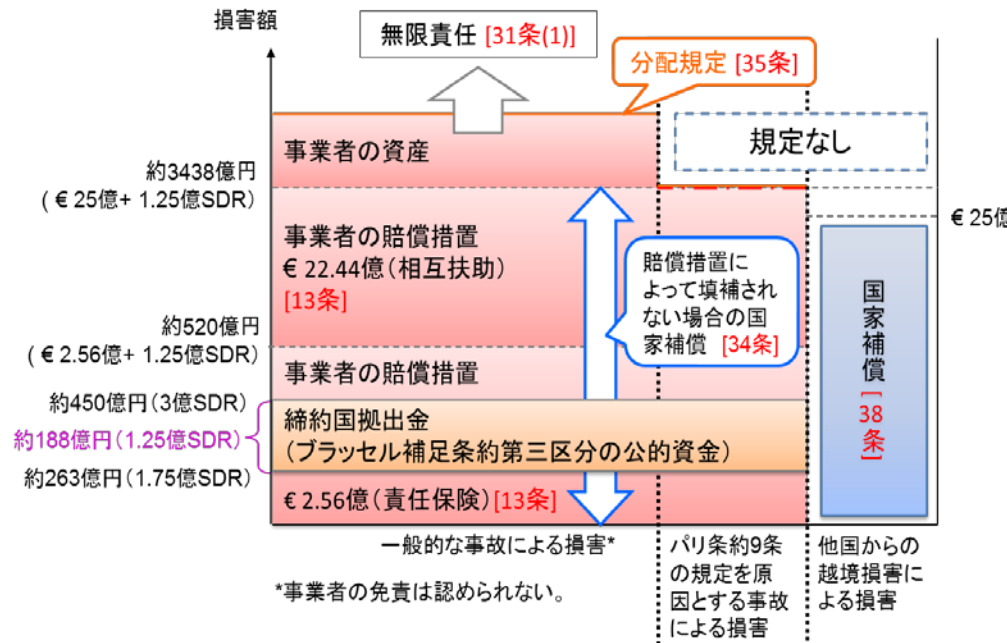 損害額
無限責任 [31条(1)]
分配規定 [35条]
規定なし
事業者の資産
約3438億円
( € 25億+ 1.25億SDR)
€ 25億
事業者の賠償措置
€ 22.44億(相互扶助)
[13条]
賠償措置に
よって填補され
ない場合の国
家補償 [34条]
国家補償[38条]
約520億円
(€ 2.56億+ 1.25億SDR)
事業者の賠償措置
約450億円(3億SDR)
締約国拠出金
(ブラッセル補足条約第三区分の公的資金)
約188億円(1.25億SDR)
約263億円(1.75億SDR)
€ 2.56億(責任保険)[13条]
一般的な事故による損害*
パリ条約9条
の規定を原
因とする事故
による損害
他国からの
越境損害に
よる損害
*事業者の免責は認められない。